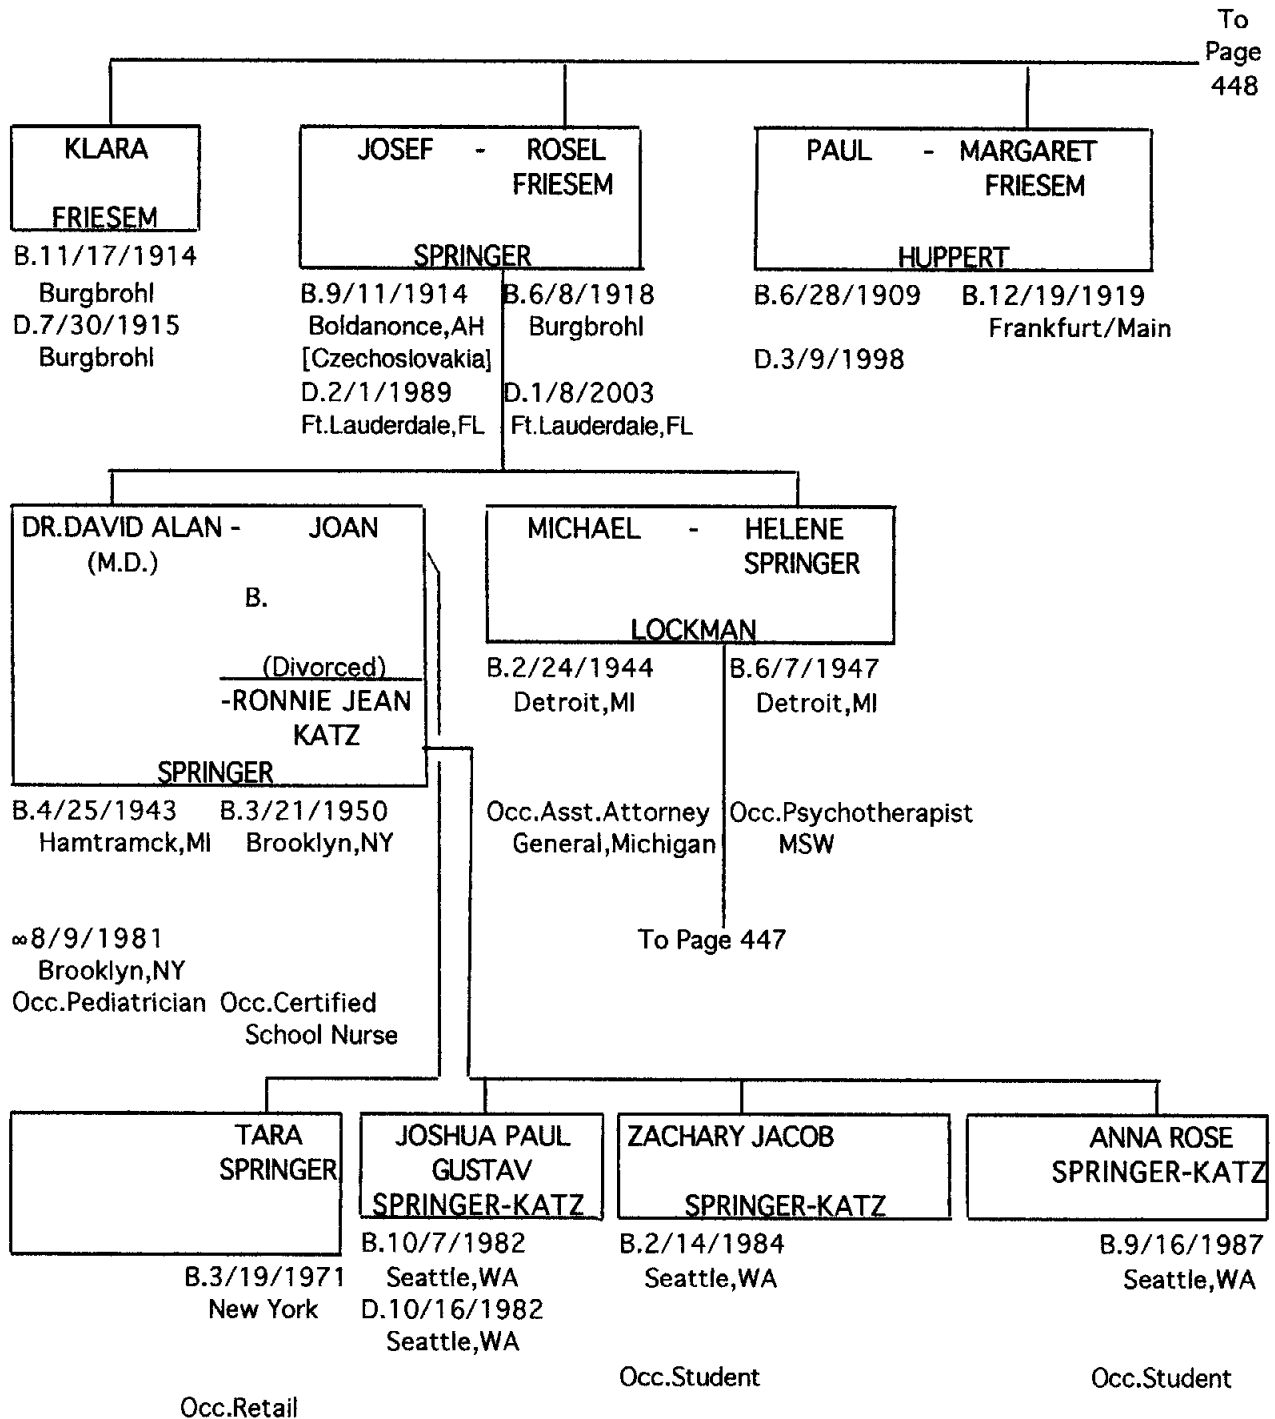 To
Page
448
KLARA
FRIESEM
B.11/17/1914
Burgbrohl
D.7/30/1915
Burgbrohl
JOSEF - ROSEL
FRIESEM
SPRINGER
B.9/11/1914 B.6/8/1918
Boldanonce,AH Burgbrohl
[Czechoslovakia]
D.2/1/1989 D.1/8/2003
Ft.Lauderdale,FL Ft.Lauderdale,FL
PAUL - MARGARET
FRIESEM
HUPPERT
B.6/28/1909 B.12/19/1919
Frankfurt/Main
D.3/9/1998
DR.DAVID ALAN - JOAN
(M.D.)
B.
(Divorced)
-RONNIE JEAN
KATZ
SPRINGER
B.4/25/1943 B.3/21/1950
Hamtramck,MI Brooklyn,NY
∞8/9/1981
Brooklyn,NY
Occ.Pediatrician Occ.Certified
School Nurse
MICHAEL - HELENE
SPRINGER
LOCKMAN
B.2/24/1944 B.6/7/1947
Detroit,MI Detroit,MI
Occ.Asst.Attorney Occ.Psychotherapist
General,Michigan MSW
To Page 447
TARA
SPRINGER
B.3/19/1971
New York
Occ.Retail
JOSHUA PAUL
GUSTAV
SPRINGER-KATZ
B.10/7/1982
Seattle,WA
D.10/16/1982
Seattle,WA
ZACHARY JACOB
SPRINGER-KATZ
B.2/14/1984
Seattle,WA
Occ.Student
ANNA ROSE
SPRINGER-KATZ
B.9/16/1987
Seattle,WA
Occ.Student